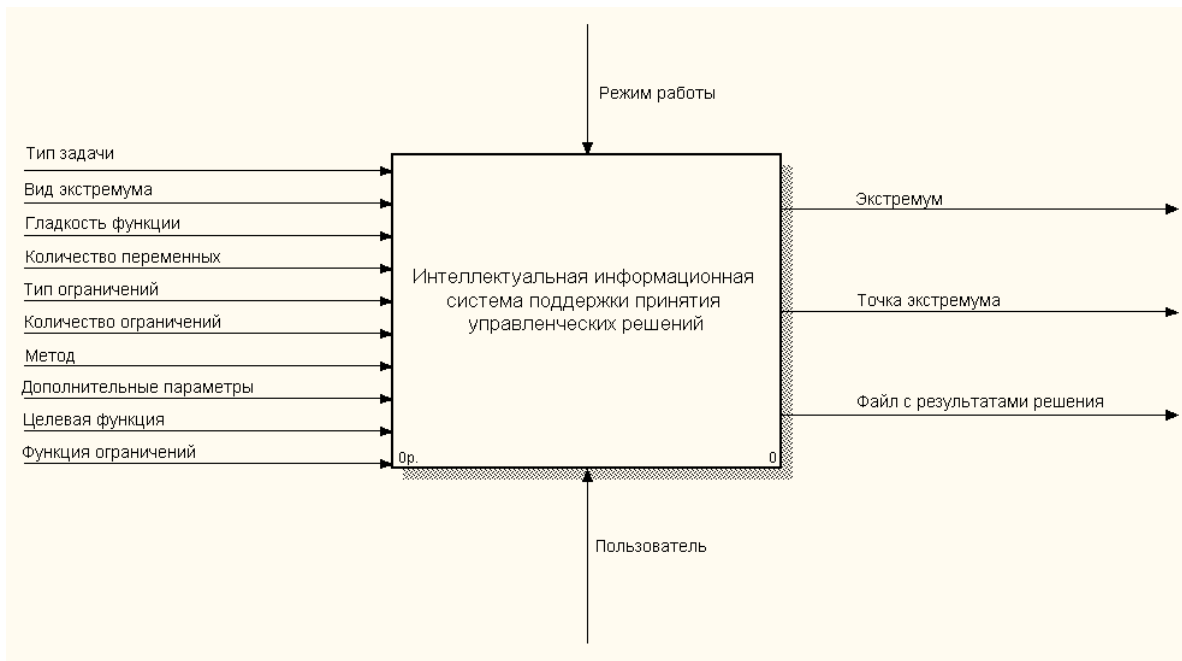 Режим работы
Тип задачи
Вид экстремума
Гладкость функции
Количество переменных
Тип ограничений
Количество ограничений
Метод
Дополнительные параметры
Целевая функция
Функция ограничений
Интеллектуальная информационная
система поддержки принятия
управленческих решений
0р.
0
Экстремум
Точка экстремума
Файл с результатами решения
Пользователь